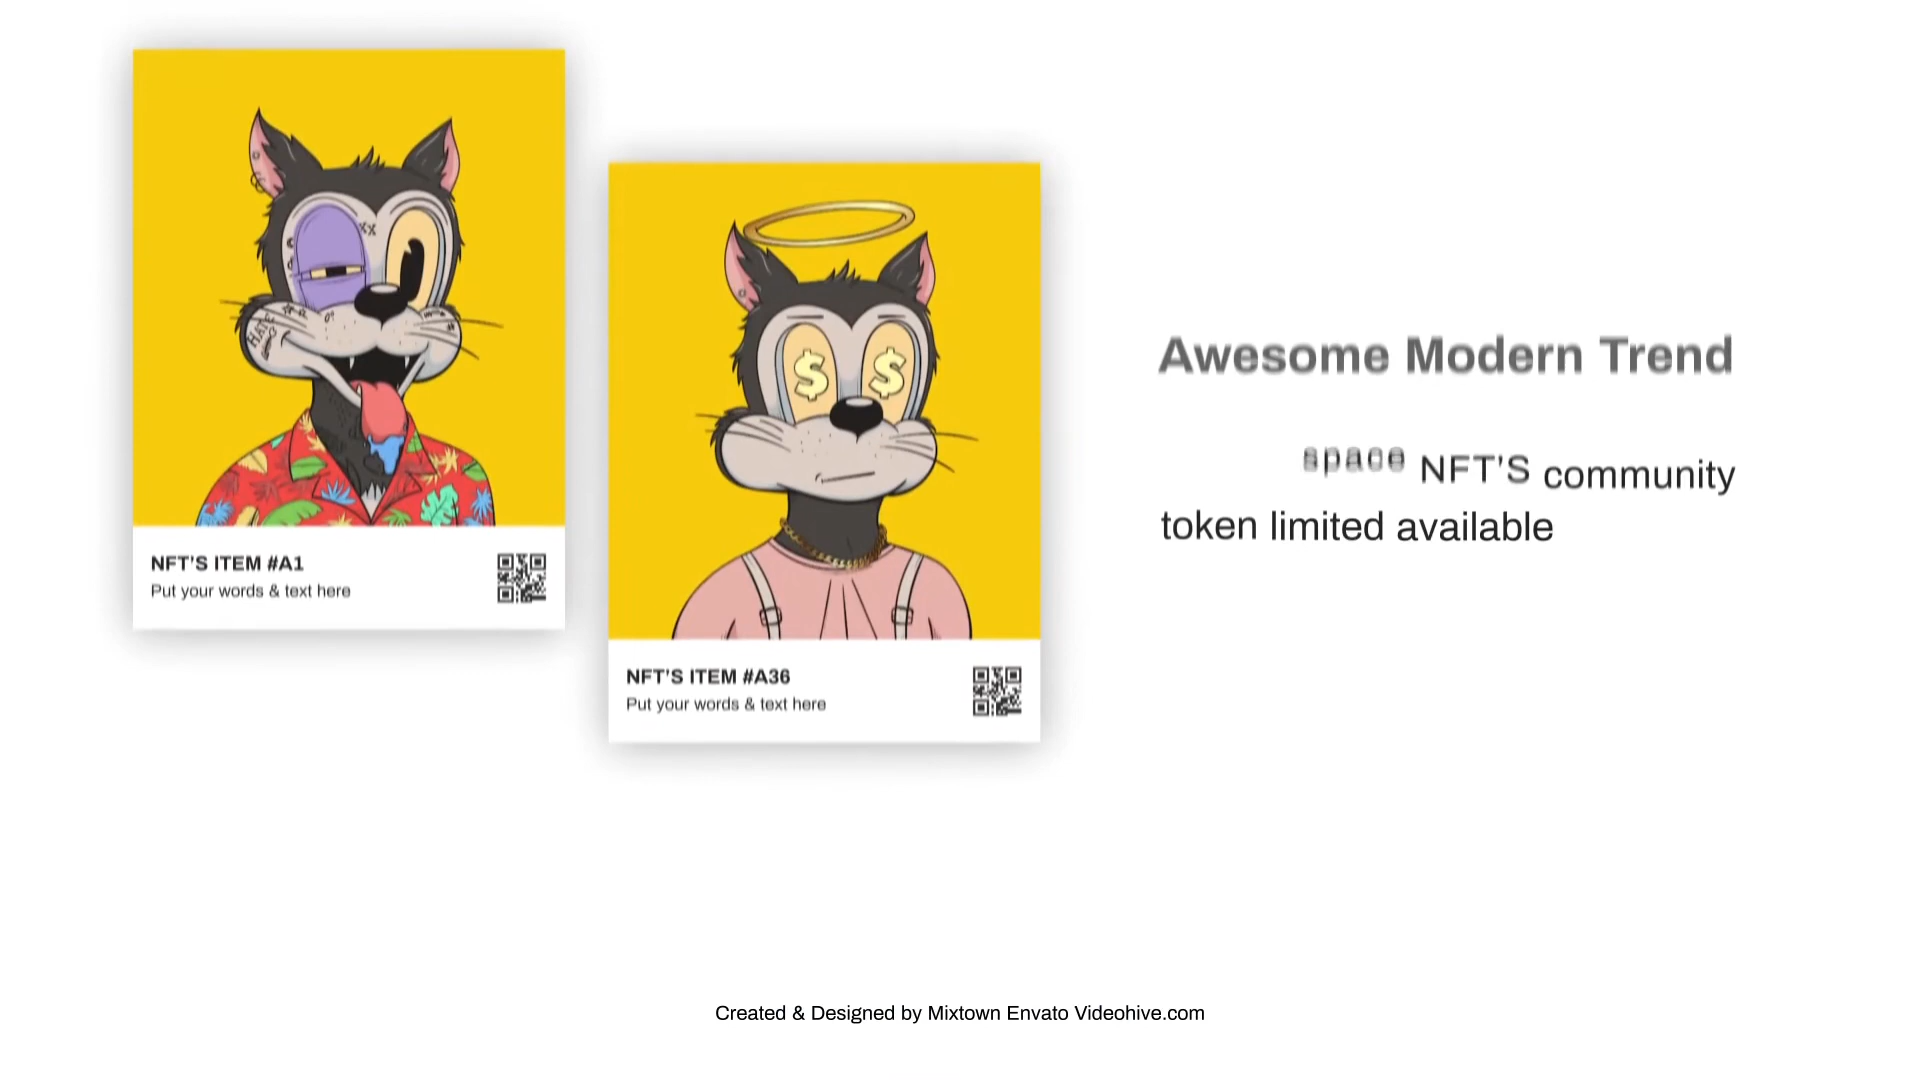 NFT'S ITEM #A1
Put your words & text here
NFT'S ITEM #A36
Put your words & text here
Awesome Modern Trend
space NFT'S community
token limited available
Created & Designed by Mixtown Envato Videohive.com